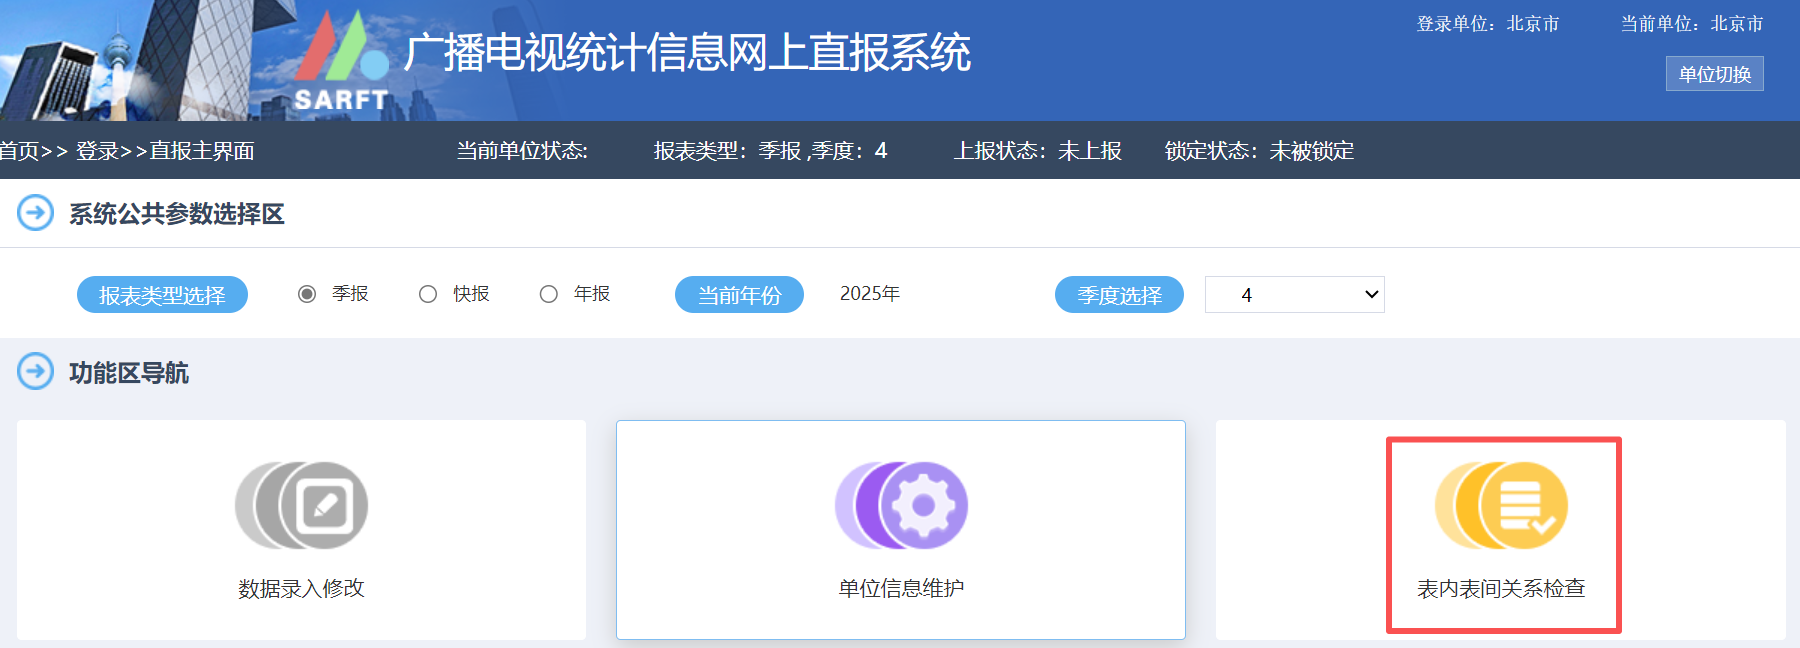 登录单位：北京市 当前单位：北京市
SARFT 广播电视统计信息网上直报系统
单位切换
首页>> 登录>>直报主界面 当前单位状态: 报表类型：季报 ,季度：4 上报状态：未上报 锁定状态：未被锁定
系统公共参数选择区
报表类型选择 季报 快报 年报 当前年份 2025年 季度选择 4
功能区导航
数据录入修改 单位信息维护 表内表间关系检查